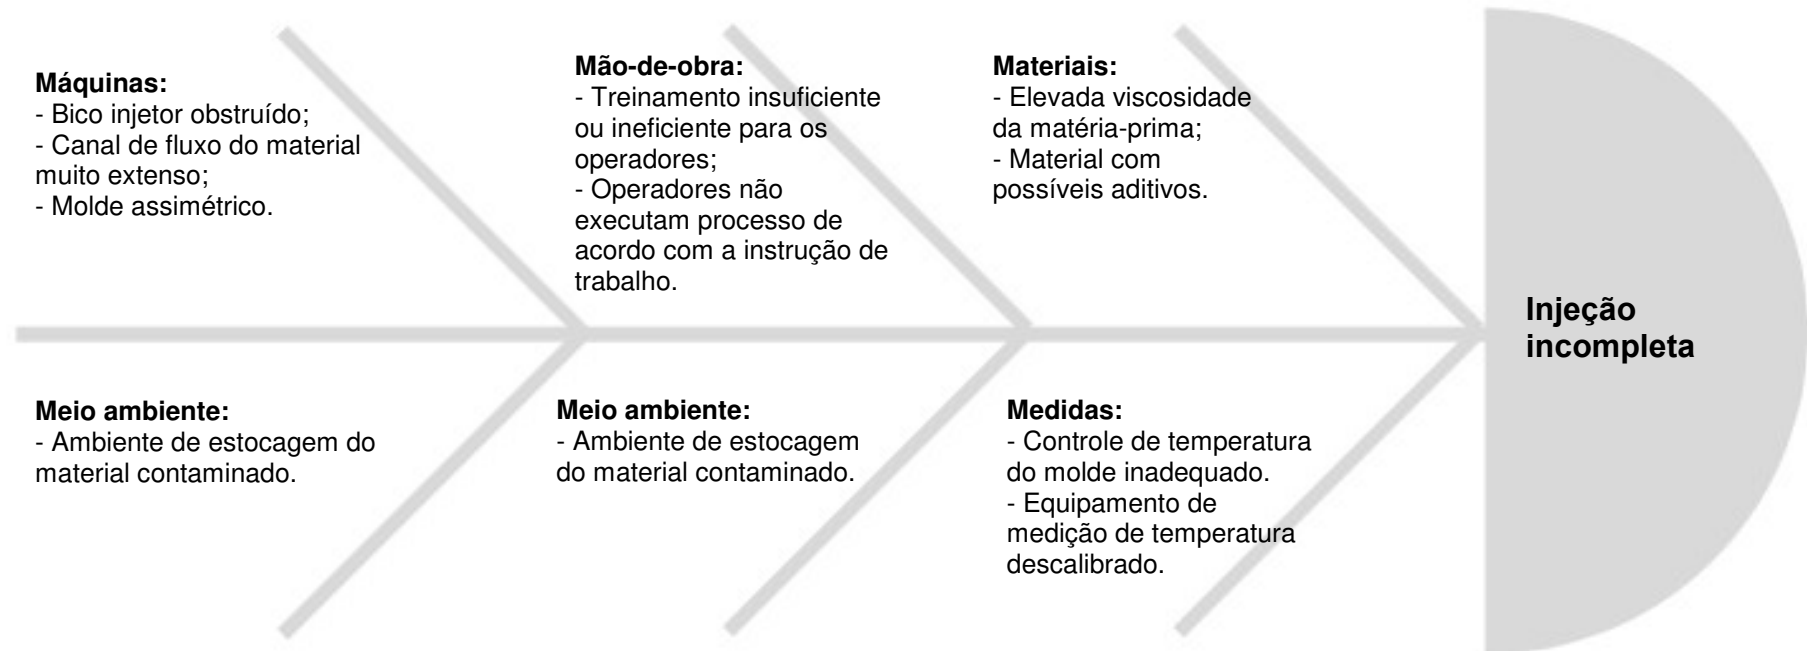 Máquinas:
- Bico injetor obstruído;
- Canal de fluxo do material
muito extenso;
- Molde assimétrico.
Mão-de-obra:
- Treinamento insuficiente
ou ineficiente para os
operadores;
- Operadores não
executam processo de
acordo com a instrução de
trabalho.
Materiais:
- Elevada viscosidade
da matéria-prima;
- Material com
possíveis aditivos.
Injeção
incompleta
Meio ambiente:
- Ambiente de estocagem do
material contaminado.
Meio ambiente:
- Ambiente de estocagem
do material contaminado.
Medidas:
- Controle de temperatura
do molde inadequado.
- Equipamento de
medição de temperatura
descalibrado.